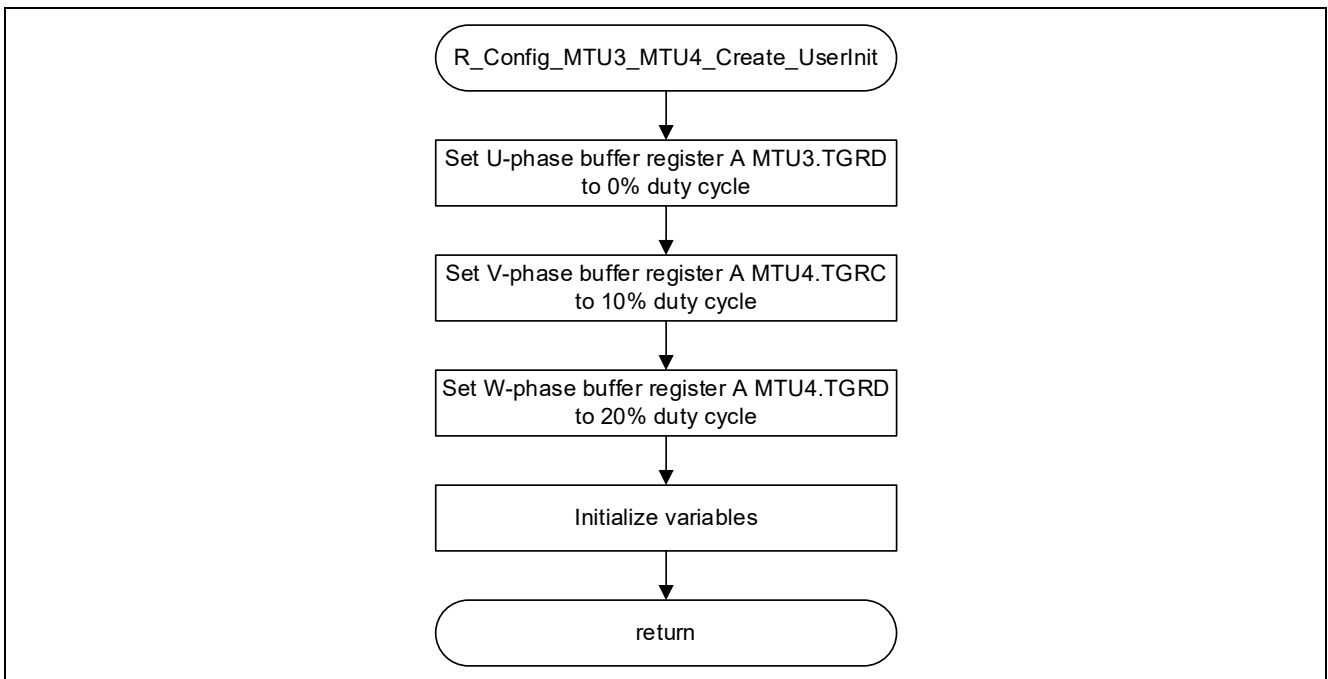 R_Config_MTU3_MTU4_Create_UserInit
Set U-phase buffer register A MTU3.TGRD
to 0% duty cycle
Set V-phase buffer register A MTU4.TGRC
to 10% duty cycle
Set W-phase buffer register A MTU4.TGRD
to 20% duty cycle
Initialize variables
return